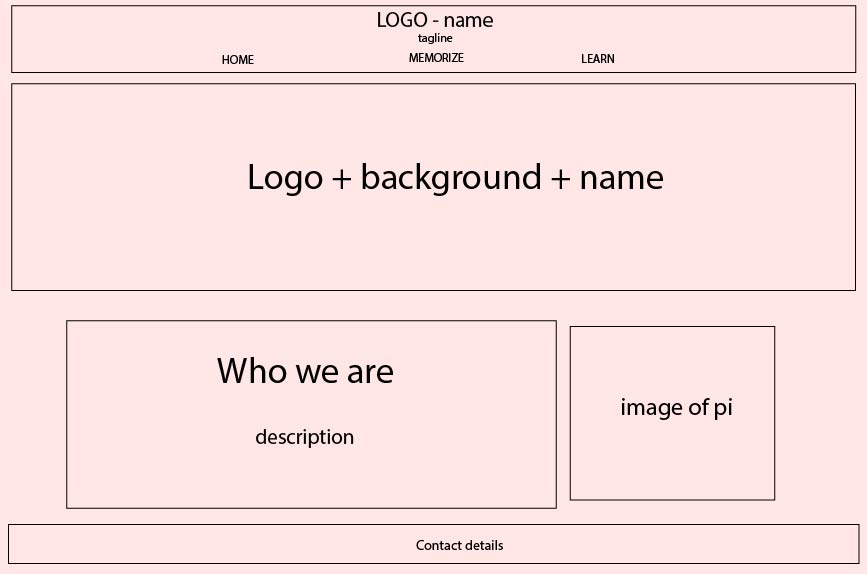 LOGO - name
tagline
HOME MEMORIZE LEARN
Logo + background + name
Who we are
description
image of pi
Contact details